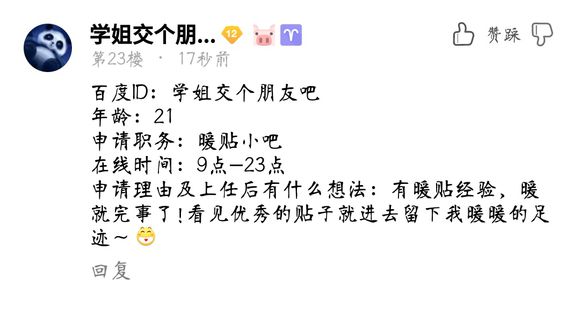 学姐交个朋... 12
赞踩
第23楼 · 17秒前
百度ID：学姐交个朋友吧
年龄：21
申请职务：暖贴小吧
在线时间：9点—23点
申请理由及上任后有什么想法：有暖贴经验，暖
就完事了！看见优秀的贴子就进去留下我暖暖的足
迹～
回复